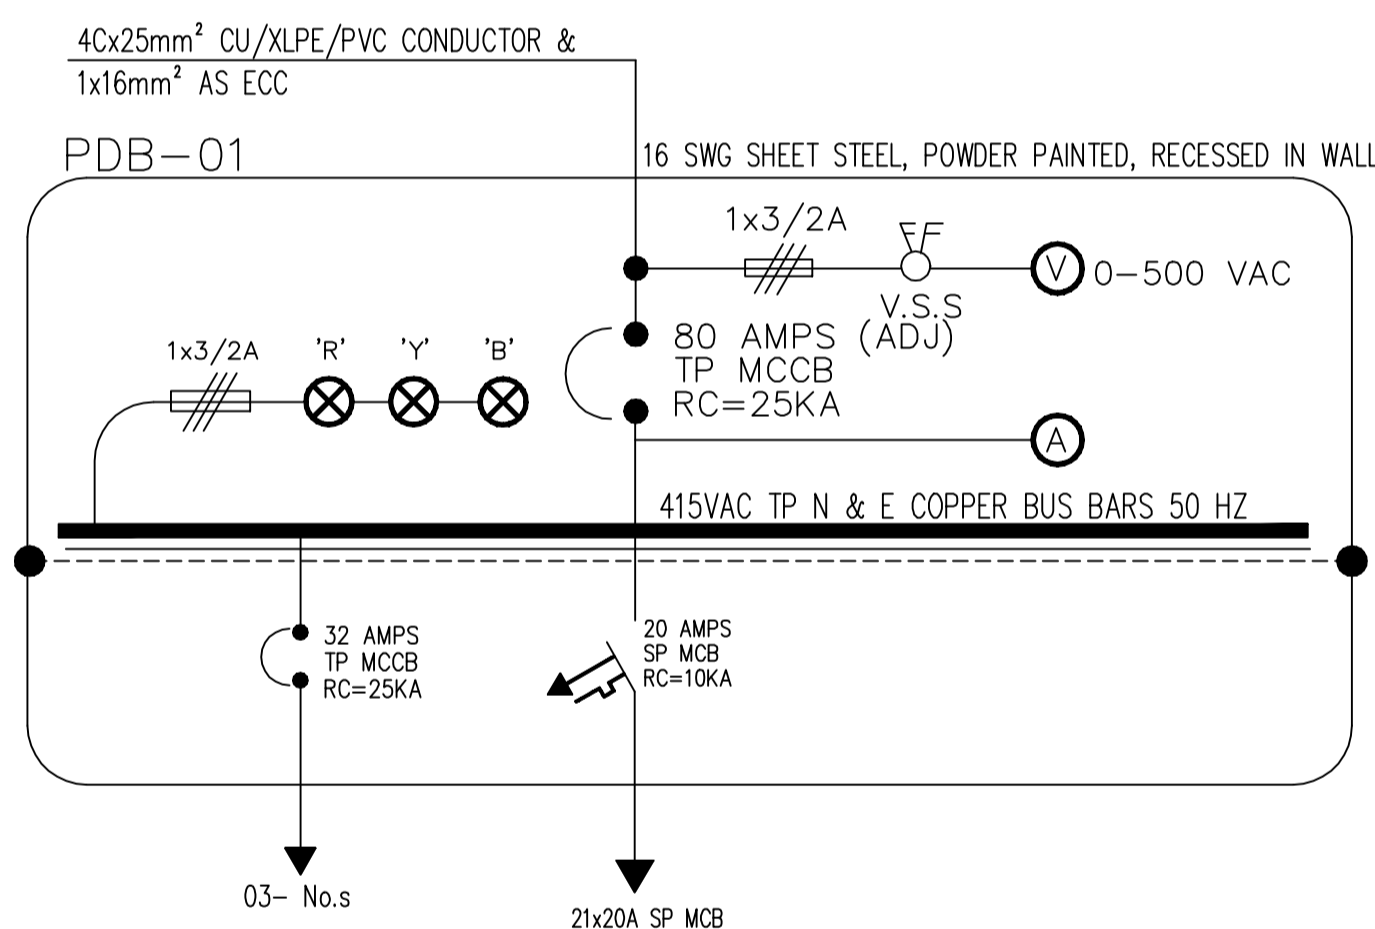 4Cx25mm² CU/XLPE/PVC CONDUCTOR &
1x16mm² AS ECC
PDB-01
16 SWG SHEET STEEL, POWDER PAINTED, RECESSED IN WALL
1x3/2A
FF
V
0-500 VAC
V.S.S
80 AMPS (ADJ)
TP MCCB
RC=25KA
1x3/2A
'R'
'Y'
'B'
A
415VAC TP N & E COPPER BUS BARS 50 HZ
32 AMPS
TP MCCB
RC=25KA
20 AMPS
SP MCB
RC=10KA
03- No.s
21x20A SP MCB